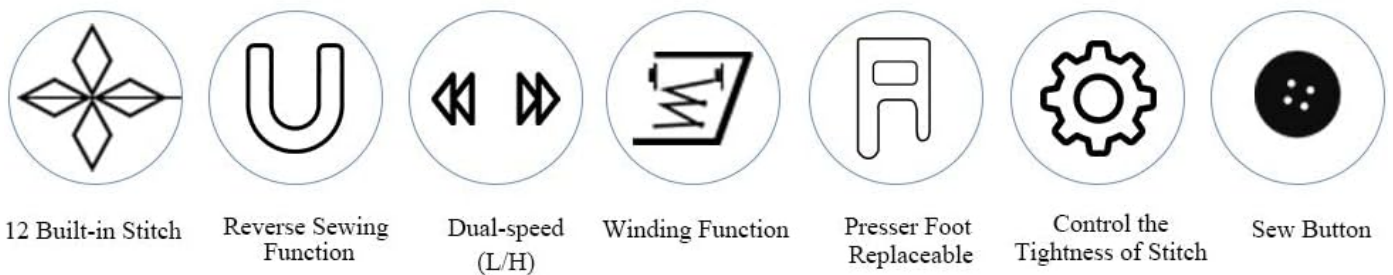 12 Built-in Stitch
Reverse Sewing
Function
Dual-speed
(L/H)
Winding Function
Presser Foot
Replaceable
Control the
Tightness of Stitch
Sew Button